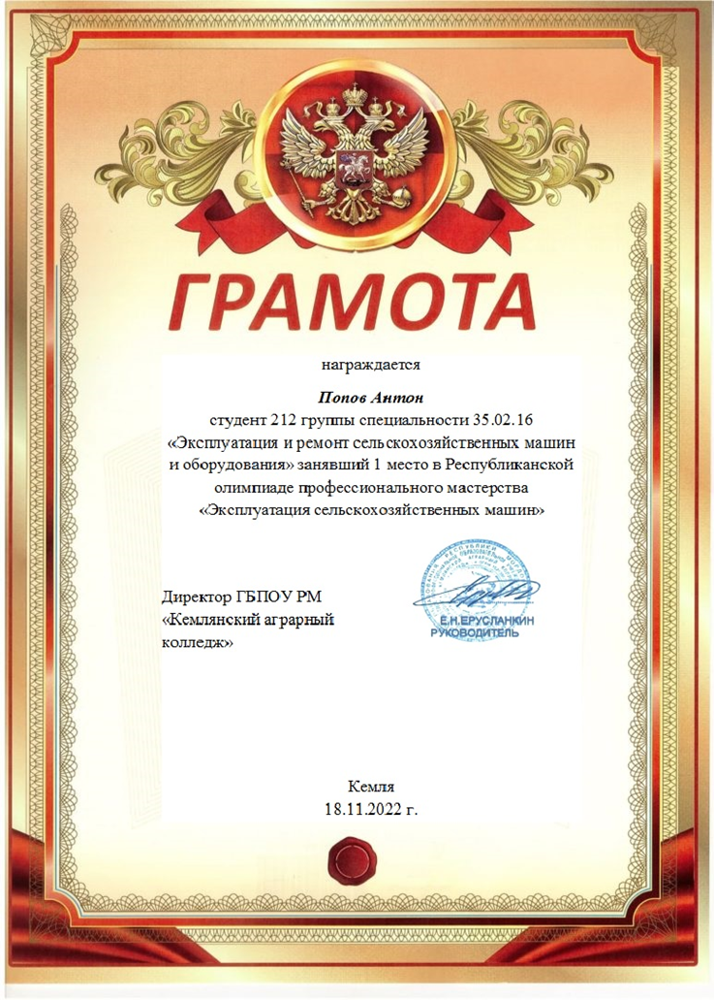 ГРАМОТА
награждается
Попов Антон
студент 212 группы специальности 35.02.16
«Эксплуатация и ремонт сельскохозяйственных машин
и оборудования» занявший 1 место в Республиканской
олимпиаде профессионального мастерства
«Эксплуатация сельскохозяйственных машин»
Директор ГБПОУ РМ
«Кемлянский аграрный
колледж»
Е.Н.ЕРУСЛАНКИН
РУКОВОДИТЕЛЬ
Кемля
18.11.2022 г.